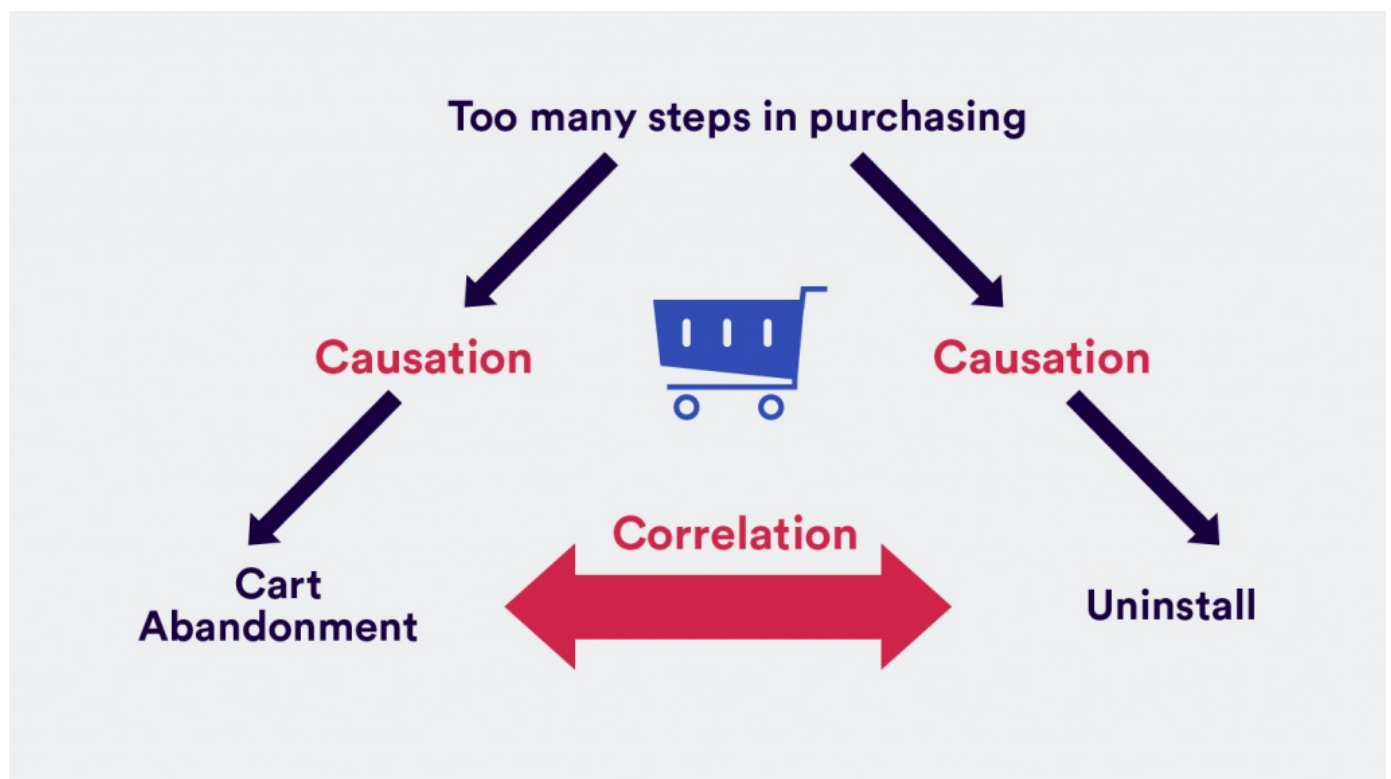 Too many steps in purchasing
Causation
Causation
Correlation
Cart
Abandonment
Uninstall